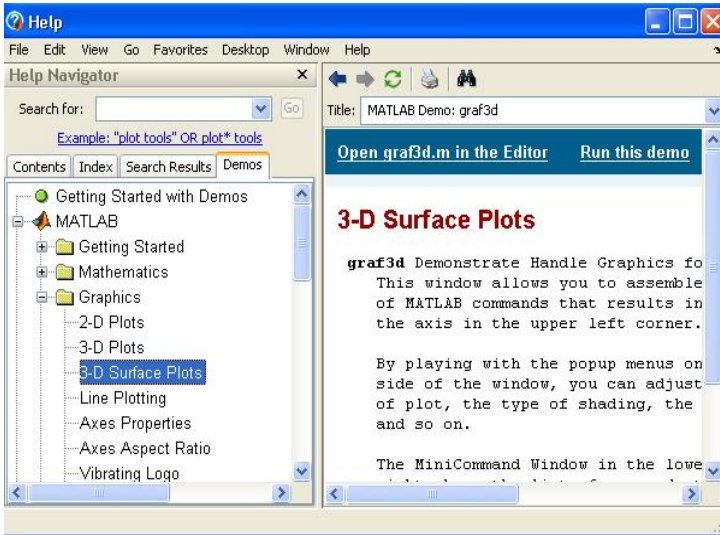 Help
File Edit View Go Favorites Desktop Window Help
Help Navigator
Search for:
Go
Example: "plot tools" OR plot* tools
Contents Index Search Results Demos
Getting Started with Demos
MATLAB
Getting Started
Mathematics
Graphics
2-D Plots
3-D Plots
3-D Surface Plots
Line Plotting
Axes Properties
Axes Aspect Ratio
Vibrating Logo
Title: MATLAB Demo: graf3d
Open graf3d.m in the Editor Run this demo
3-D Surface Plots
graf3d Demonstrate Handle Graphics fo
This window allows you to assemble
of MATLAB commands that results in
the axis in the upper left corner.
By playing with the popup menus on
side of the window, you can adjust
of plot, the type of shading, the
and so on.
The MiniCommand Window in the lowe